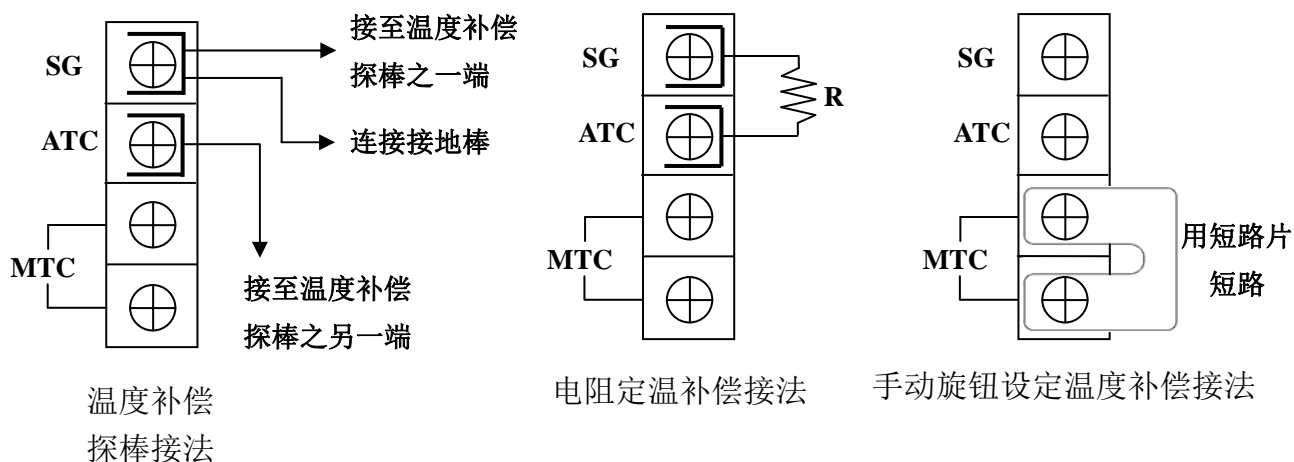 SG
ATC
MTC
接至温度补偿
探棒之一端
连接接地棒
接至温度补偿
探棒之另一端
温度补偿
探棒接法
SG
ATC
MTC
R
电阻定温补偿接法
SG
ATC
MTC
用短路片
短路
手动旋钮设定温度补偿接法